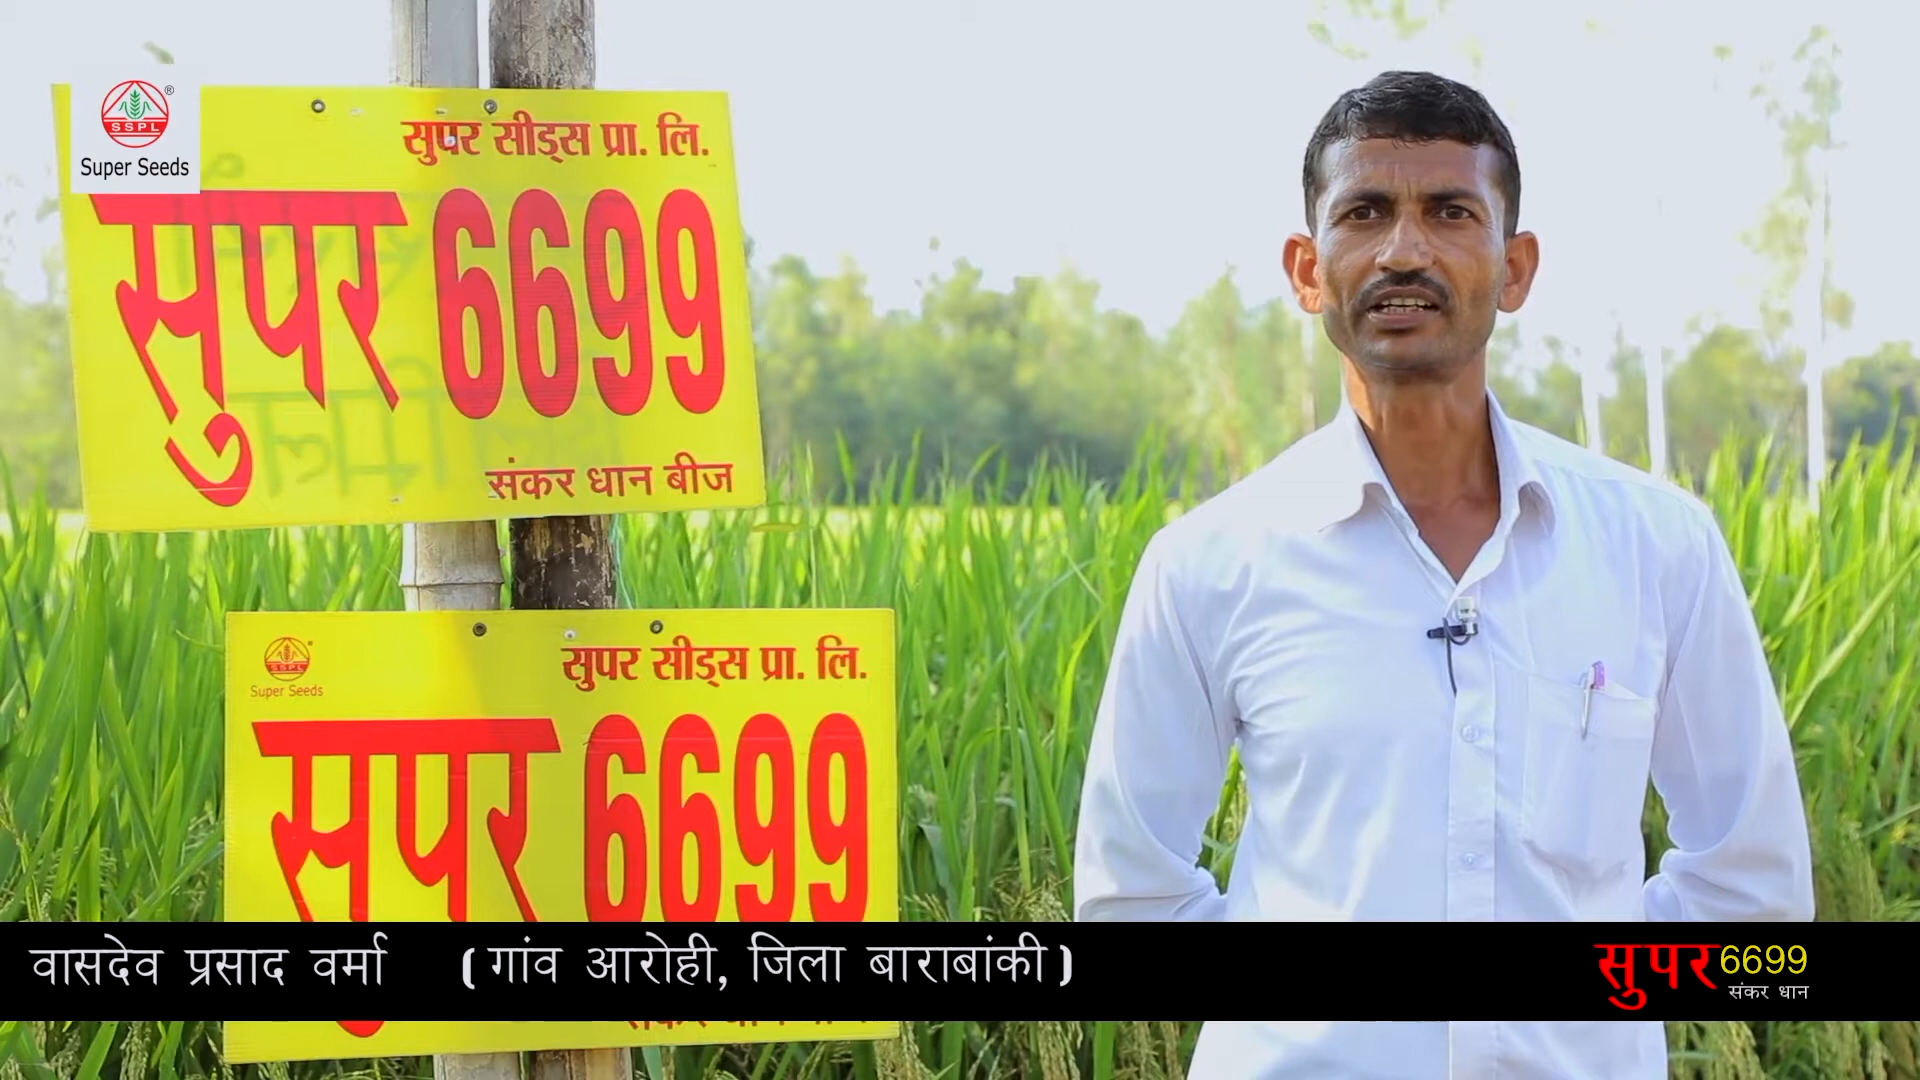 SSPL
®
Super Seeds
सुपर सीड्स प्रा. लि.
सुपर 6699
संकर धान बीज
SSPL
Super Seeds
सुपर सीड्स प्रा. लि.
सुपर 6699
वासदेव प्रसाद वर्मा ( गांव आरोही, जिला बाराबांकी )
सुपर 6699
संकर धान